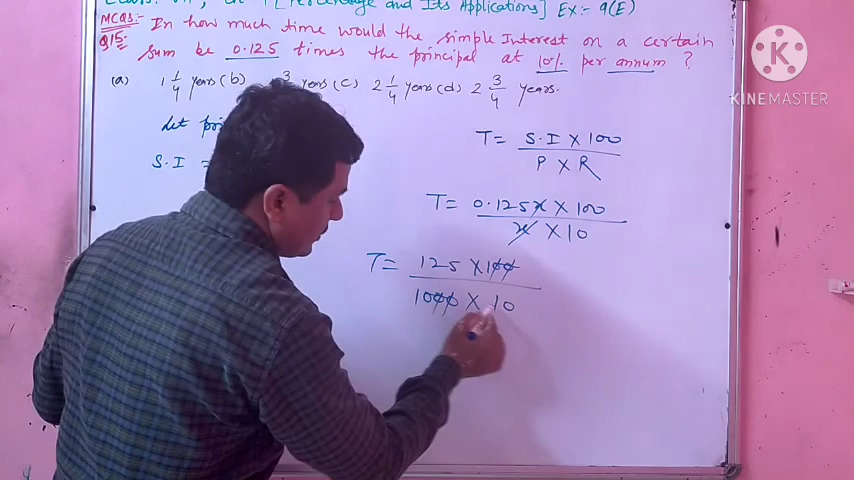 Class: VII, Ch [Percentage and Its Applications] Ex:- 9(E)
MCQS:- In how much time would the simple Interest on a certain
Q15:- sum be 0.125 times the principal at 10% per annum ?
(a) 1 1/4 years (b) 3/4 years (c) 2 1/4 years (d) 2 3/4 years.
Let
S.I =
T = S.I X 100 / P X R
T = 0.125x X 100 / x X 10
T = 125 X 100 / 1000 X 10
K
KINEMASTER